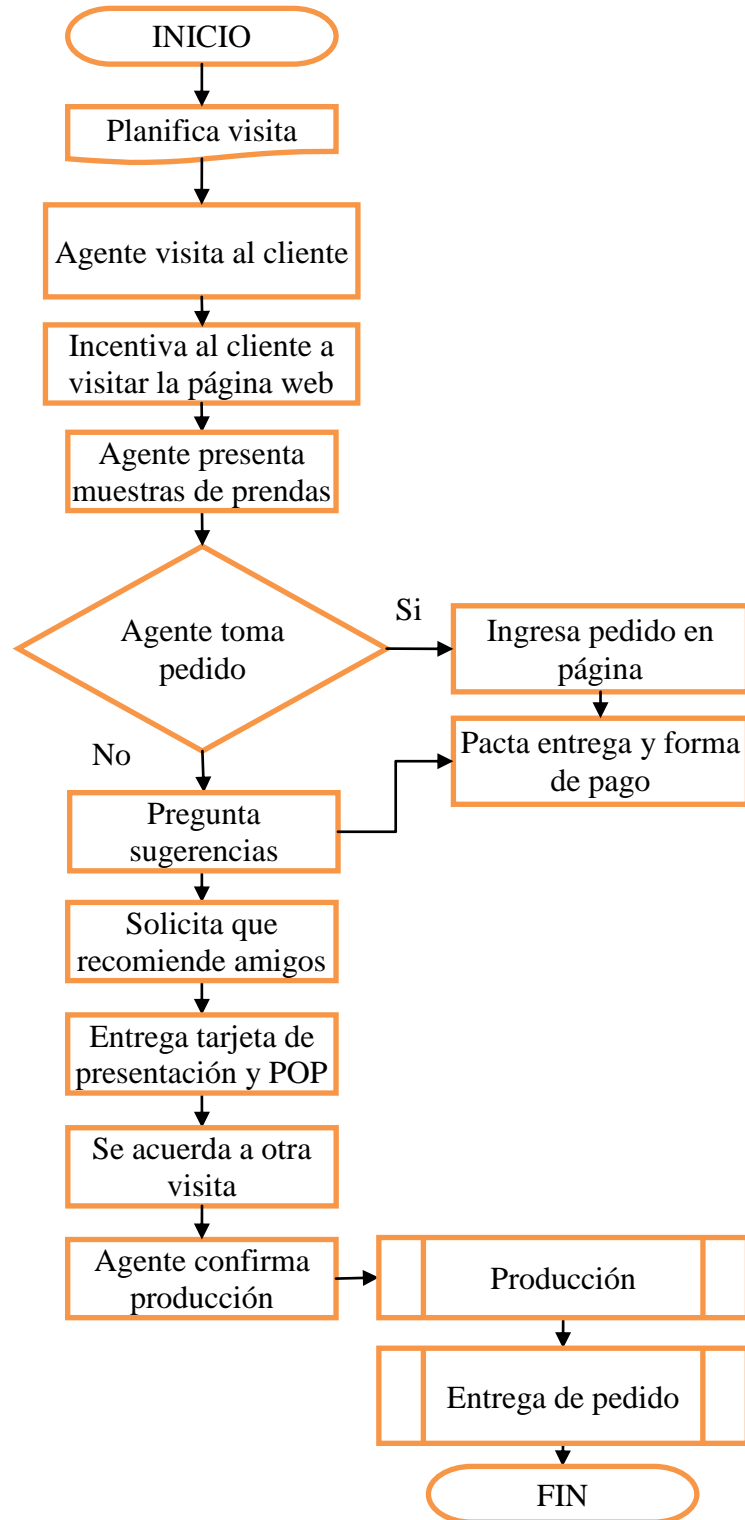 INICIO
Planifica visita
Agente visita al cliente
Incentiva al cliente a
visitar la página web
Agente presenta
muestras de prendas
Agente toma
pedido
Si
Ingresa pedido en
página
Pacta entrega y forma
de pago
No
Pregunta
sugerencias
Solicita que
recomiende amigos
Entrega tarjeta de
presentación y POP
Se acuerda a otra
visita
Agente confirma
producción
Producción
Entrega de pedido
FIN